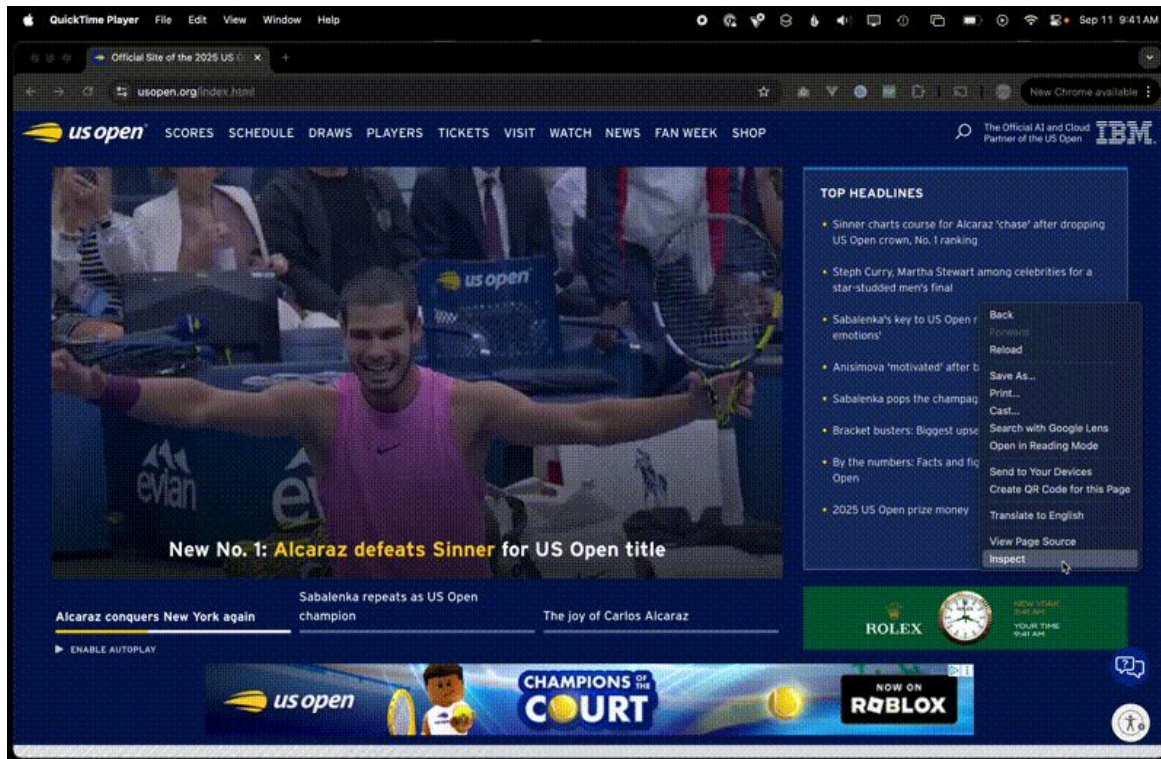 QuickTime Player File Edit View Window Help Sep 11 9:41 AM
Official Site of the 2025 US O
usopen.org/index.html New Chrome available
us open SCORES SCHEDULE DRAWS PLAYERS TICKETS VISIT WATCH NEWS FAN WEEK SHOP
The Official AI and Cloud
Partner of the US Open
IBM.
us open
evian
e
New No. 1: Alcaraz defeats Sinner for US Open title
TOP HEADLINES
Sinner charts course for Alcaraz 'chase' after dropping
US Open crown, No. 1 ranking
Steph Curry, Martha Stewart among celebrities for a
star-studded men's final
Sabalenka's key to US Open
emotions'
Anisimova 'motivated' after
Sabalenka pops the
Bracket busters: Biggest
By the numbers: Facts and
Open
2025 US Open prize money
Back
Forward
Reload
Save As...
Print...
Cast...
Search with Google Lens
Open in Reading Mode
Send to Your Devices
Create QR Code for this Page
Translate to English
View Page Source
Inspect
Alcaraz conquers New York again
Sabalenka repeats as US Open
champion
The joy of Carlos Alcaraz
ENABLE AUTOPLAY
ROLEX
NEW YORK
9:41 AM
YOUR TIME
9:41 AM
us open
CHAMPIONS OF THE
COURT
NOW ON
ROBLOX